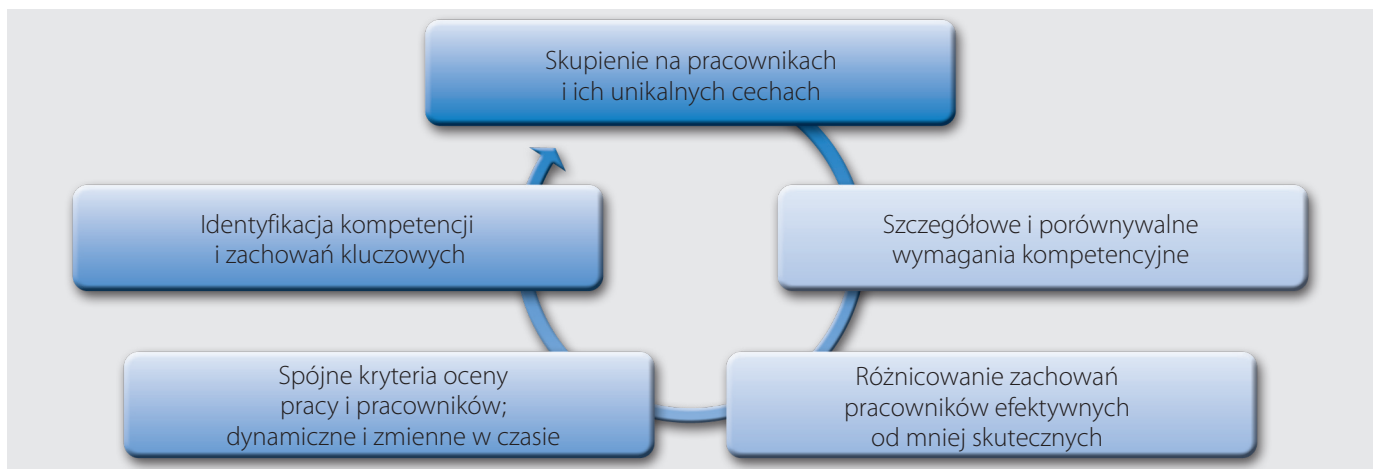 Skupienie na pracownikach
i ich unikalnych cechach
Szczegółowe i porównywalne
wymagania kompetencyjne
Różnicowanie zachowań
pracowników efektywnych
od mniej skutecznych
Spójne kryteria oceny
pracy i pracowników;
dynamiczne i zmienne w czasie
Identyfikacja kompetencji
i zachowań kluczowych